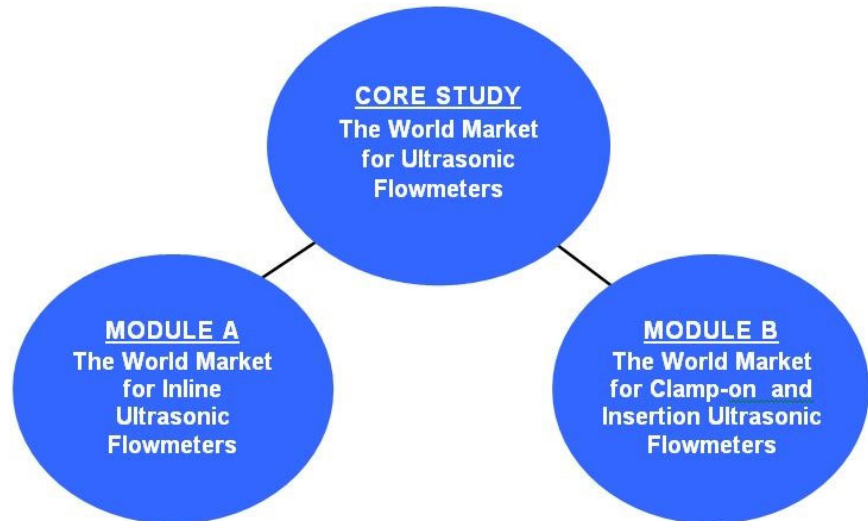 CORE STUDY
The World Market
for Ultrasonic
Flowmeters
MODULE A
The World Market
for Inline
Ultrasonic
Flowmeters
MODULE B
The World Market
for Clamp-on and
Insertion Ultrasonic
Flowmeters